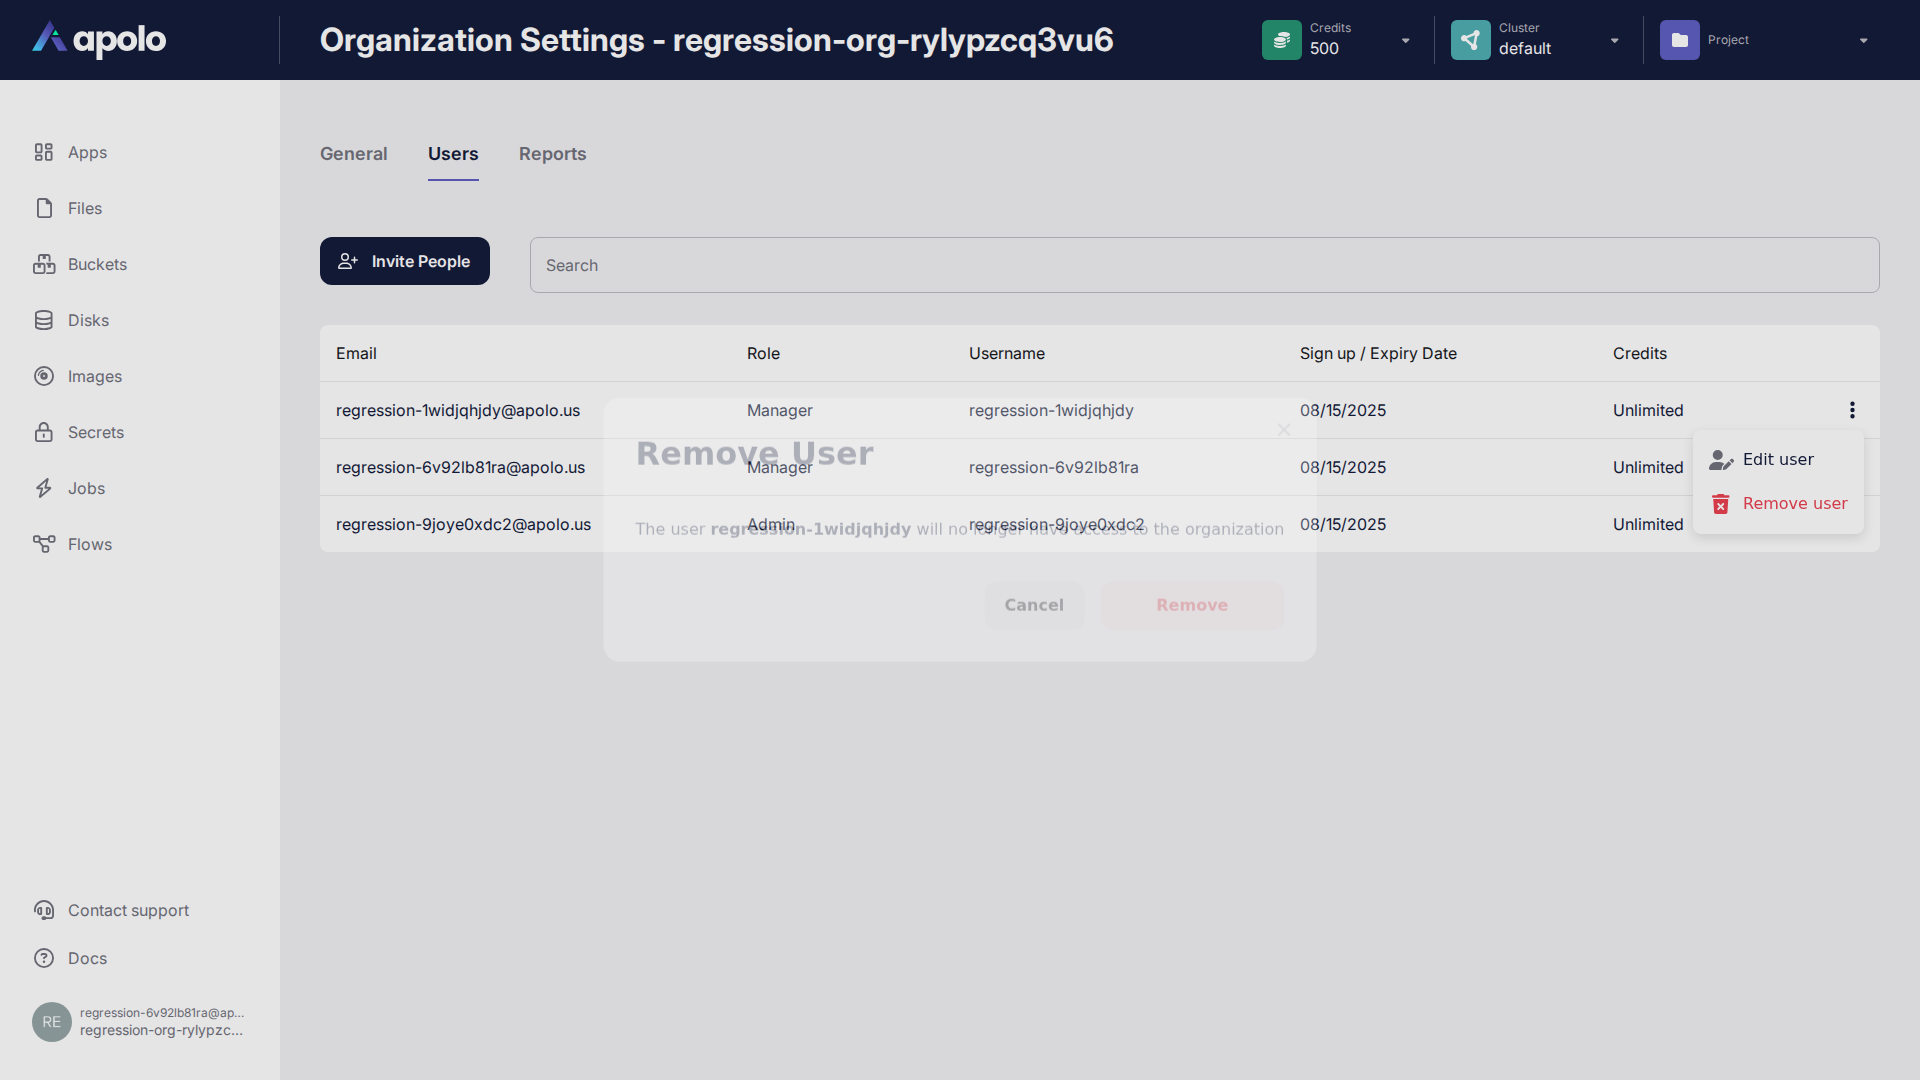 apolo
Organization Settings - regression-org-rylypzcq3vu6
Credits
500
Cluster
default
Project
Apps
Files
Buckets
Disks
Images
Secrets
Jobs
Flows
Contact support
Docs
RE
regression-6v92lb81ra@ap...
regression-org-rylypzc...
General Users Reports
Invite People
Search
Email Role Username Sign up / Expiry Date Credits
regression-1widjqhjdy@apolo.us Manager regression-1widjqhjdy 08/15/2025 Unlimited
regression-6v92lb81ra@apolo.us Manager regression-6v92lb81ra 08/15/2025 Unlimited
regression-9joye0xdc2@apolo.us Admin regression-9joye0xdc2 08/15/2025 Unlimited
Edit user
Remove user
Remove User
The user regression-1widjqhjdy will no longer have access to the organization
Cancel Remove